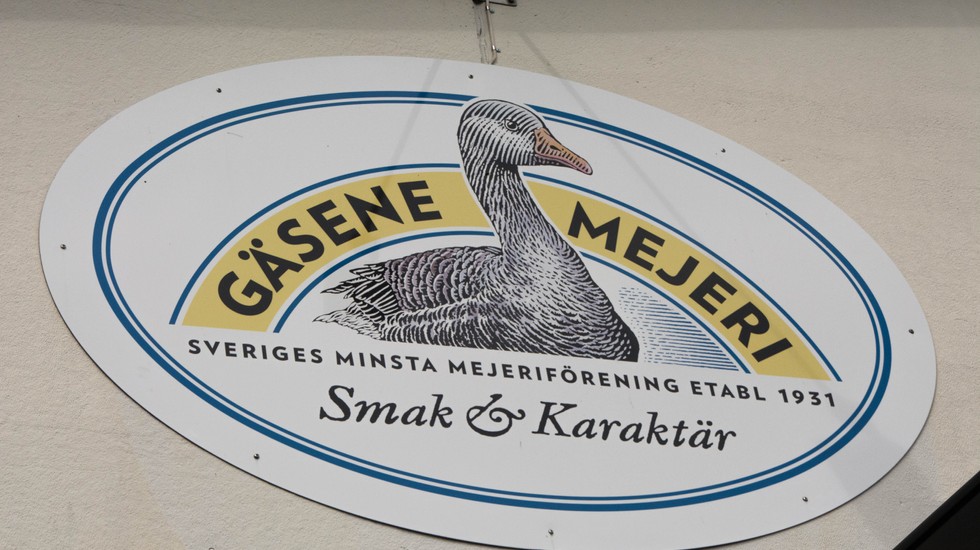 GÄSENE MEJERI
SVERIGES MINSTA MEJERIFÖRENING ETABL 1931
Smak & Karaktär